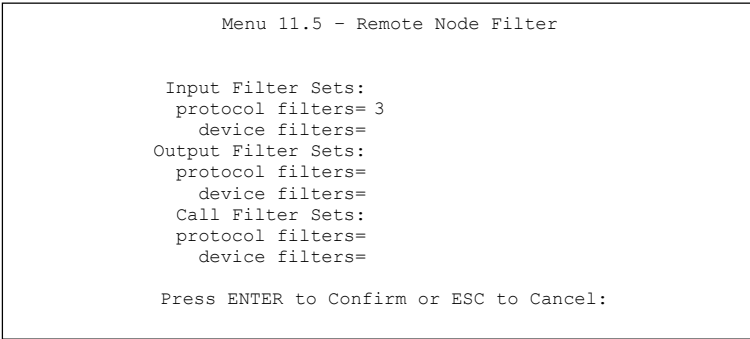 Menu 11.5 – Remote Node Filter
Input Filter Sets:
protocol filters= 3
device filters=
Output Filter Sets:
protocol filters=
device filters=
Call Filter Sets:
protocol filters=
device filters=
Press ENTER to Confirm or ESC to Cancel: